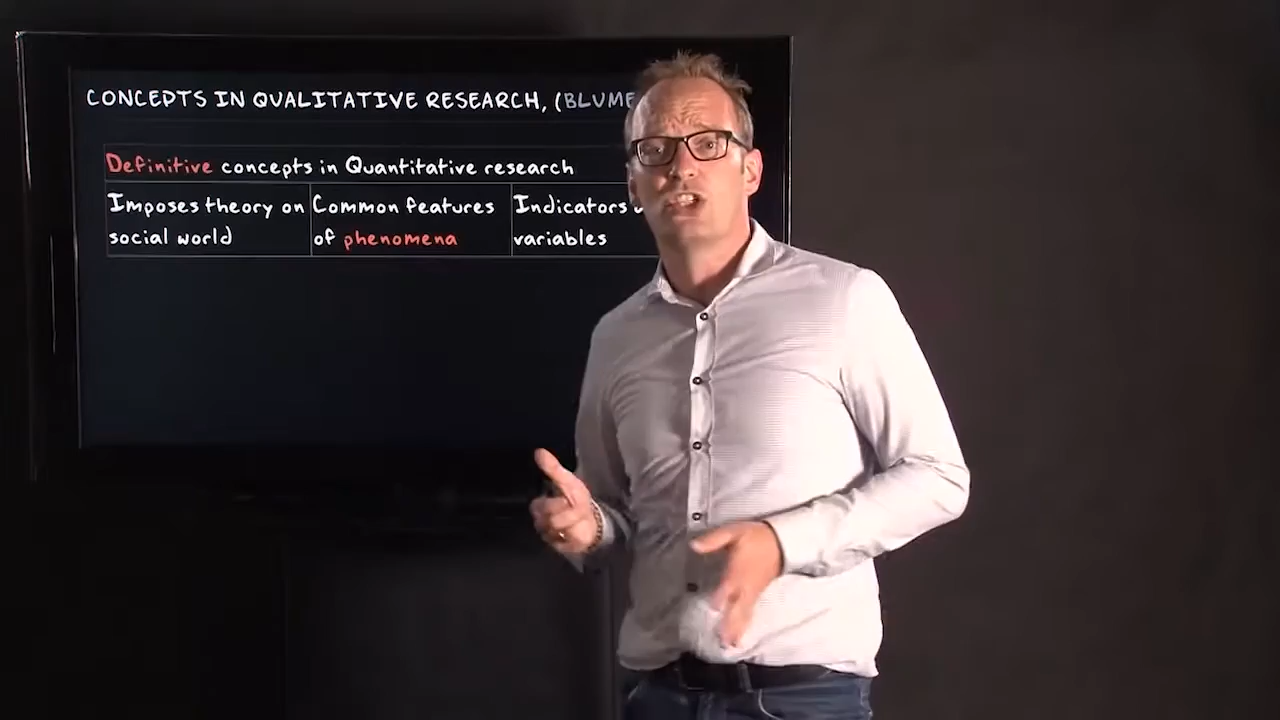 CONCEPTS IN QUALITATIVE RESEARCH, (BLUME
Definitive concepts in Quantitative research
Imposes theory on social world
Common features of phenomena
Indicators variables